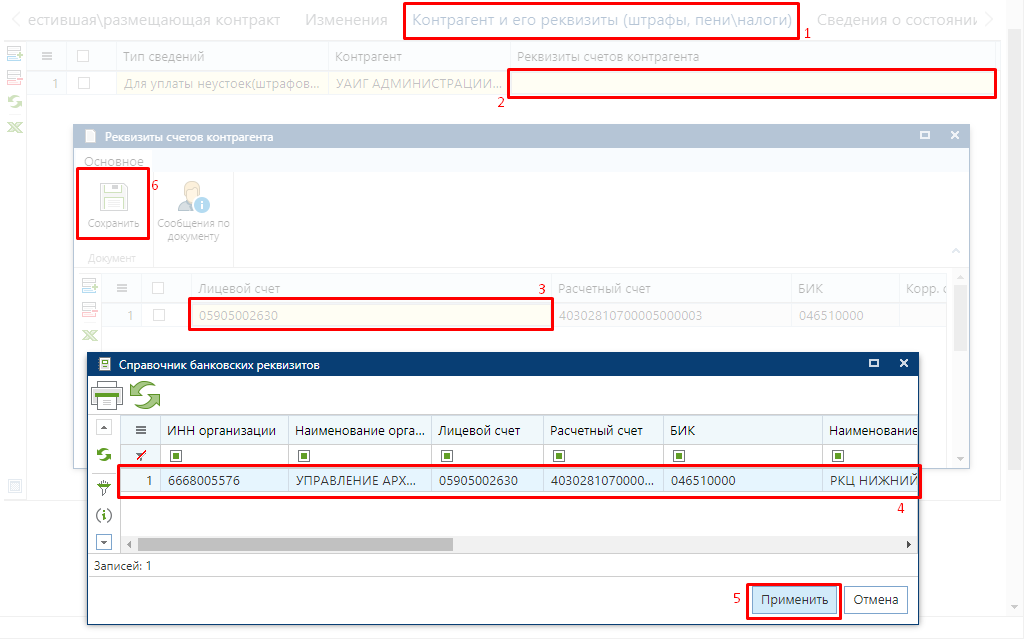 естившая\размещающая контракт Изменения Контрагент и его реквизиты (штрафы, пени\налоги) Сведения о состоянии
1
Тип сведений Контрагент Реквизиты счетов контрагента
1 Для уплаты неустоек(штрафов... УАИГ АДМИНИСТРАЦИИ...
2
Реквизиты счетов контрагента
Основное
6
Сохранить Сообщения по
документу
Документ
Лицевой счет 3 Расчетный счет БИК Корр. с
1 05905002630 40302810700005000003 046510000
Справочник банковских реквизитов
ИНН организации Наименование орга... Лицевой счет Расчетный счет БИК Наименование
1 6668005576 УПРАВЛЕНИЕ АРХ... 05905002630 4030281070000... 046510000 РКЦ НИЖНИЙ
4
Записей: 1
5 Применить Отмена